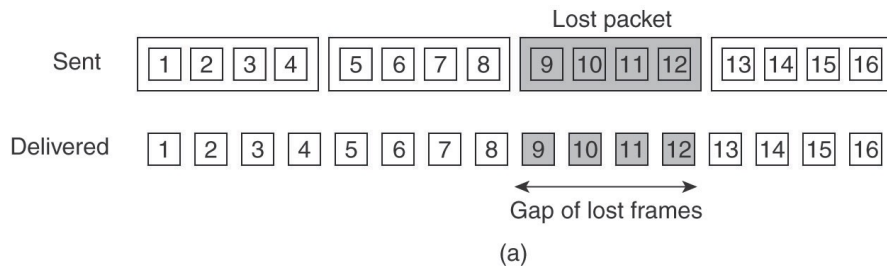 Lost packet
Sent 1 2 3 4 5 6 7 8 9 10 11 12 13 14 15 16
Delivered 1 2 3 4 5 6 7 8 9 10 11 12 13 14 15 16
Gap of lost frames
(a)